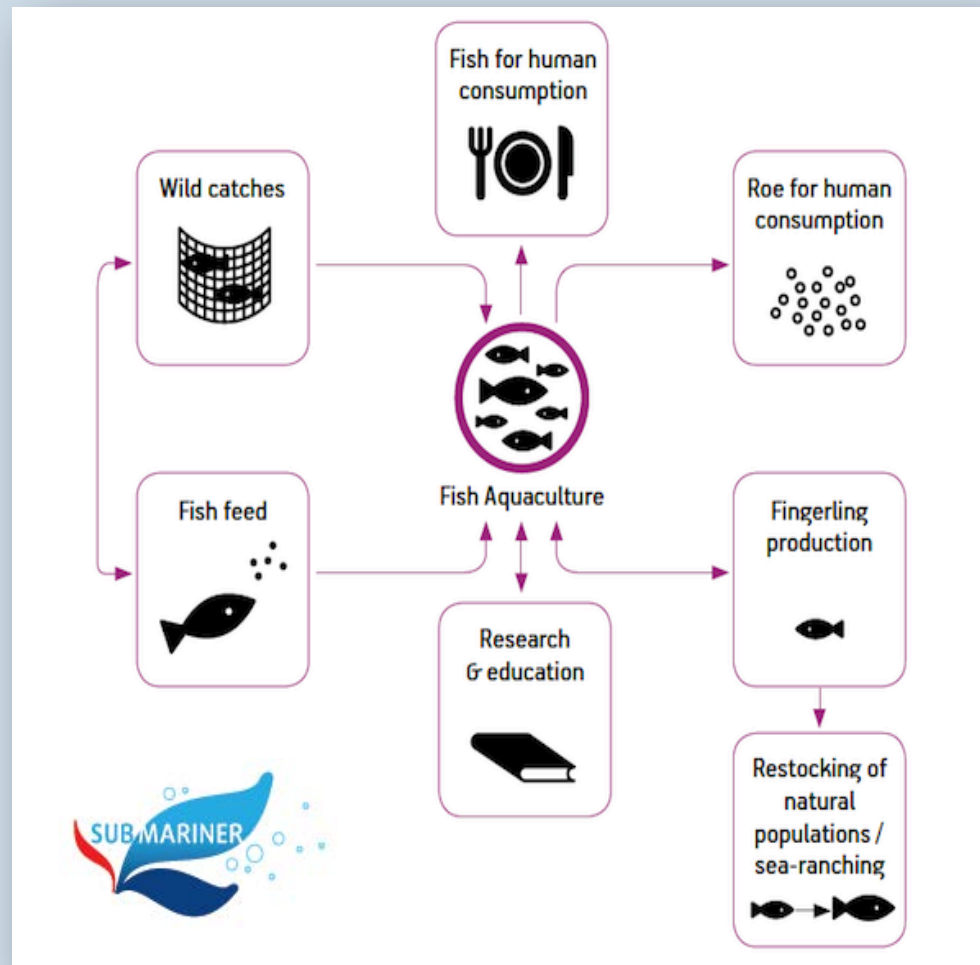 Fish for human
consumption
Wild catches
Roe for human
consumption
Fish Aquaculture
Fish feed
Fingerling
production
Research
& education
Restocking of
natural
populations /
sea-ranching
SUBMARINER